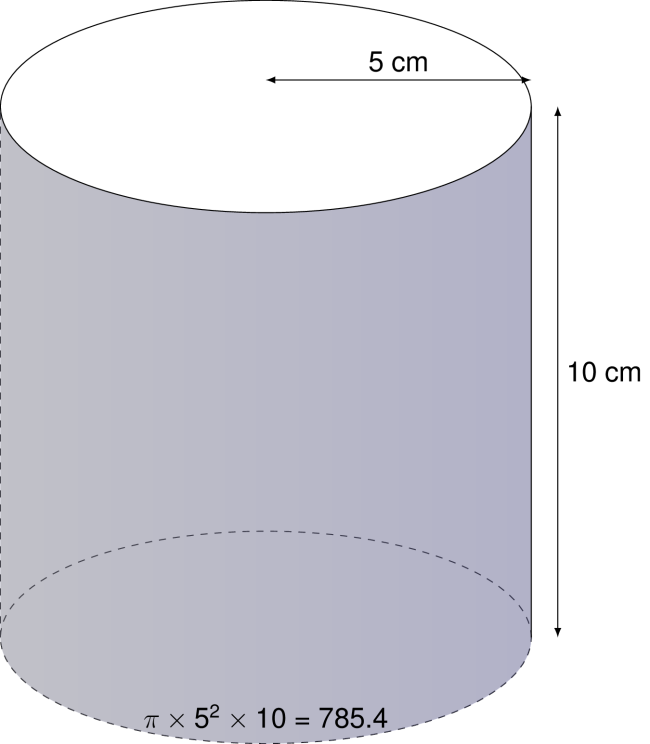 5 cm
10 cm
π × 5² × 10 = 785.4